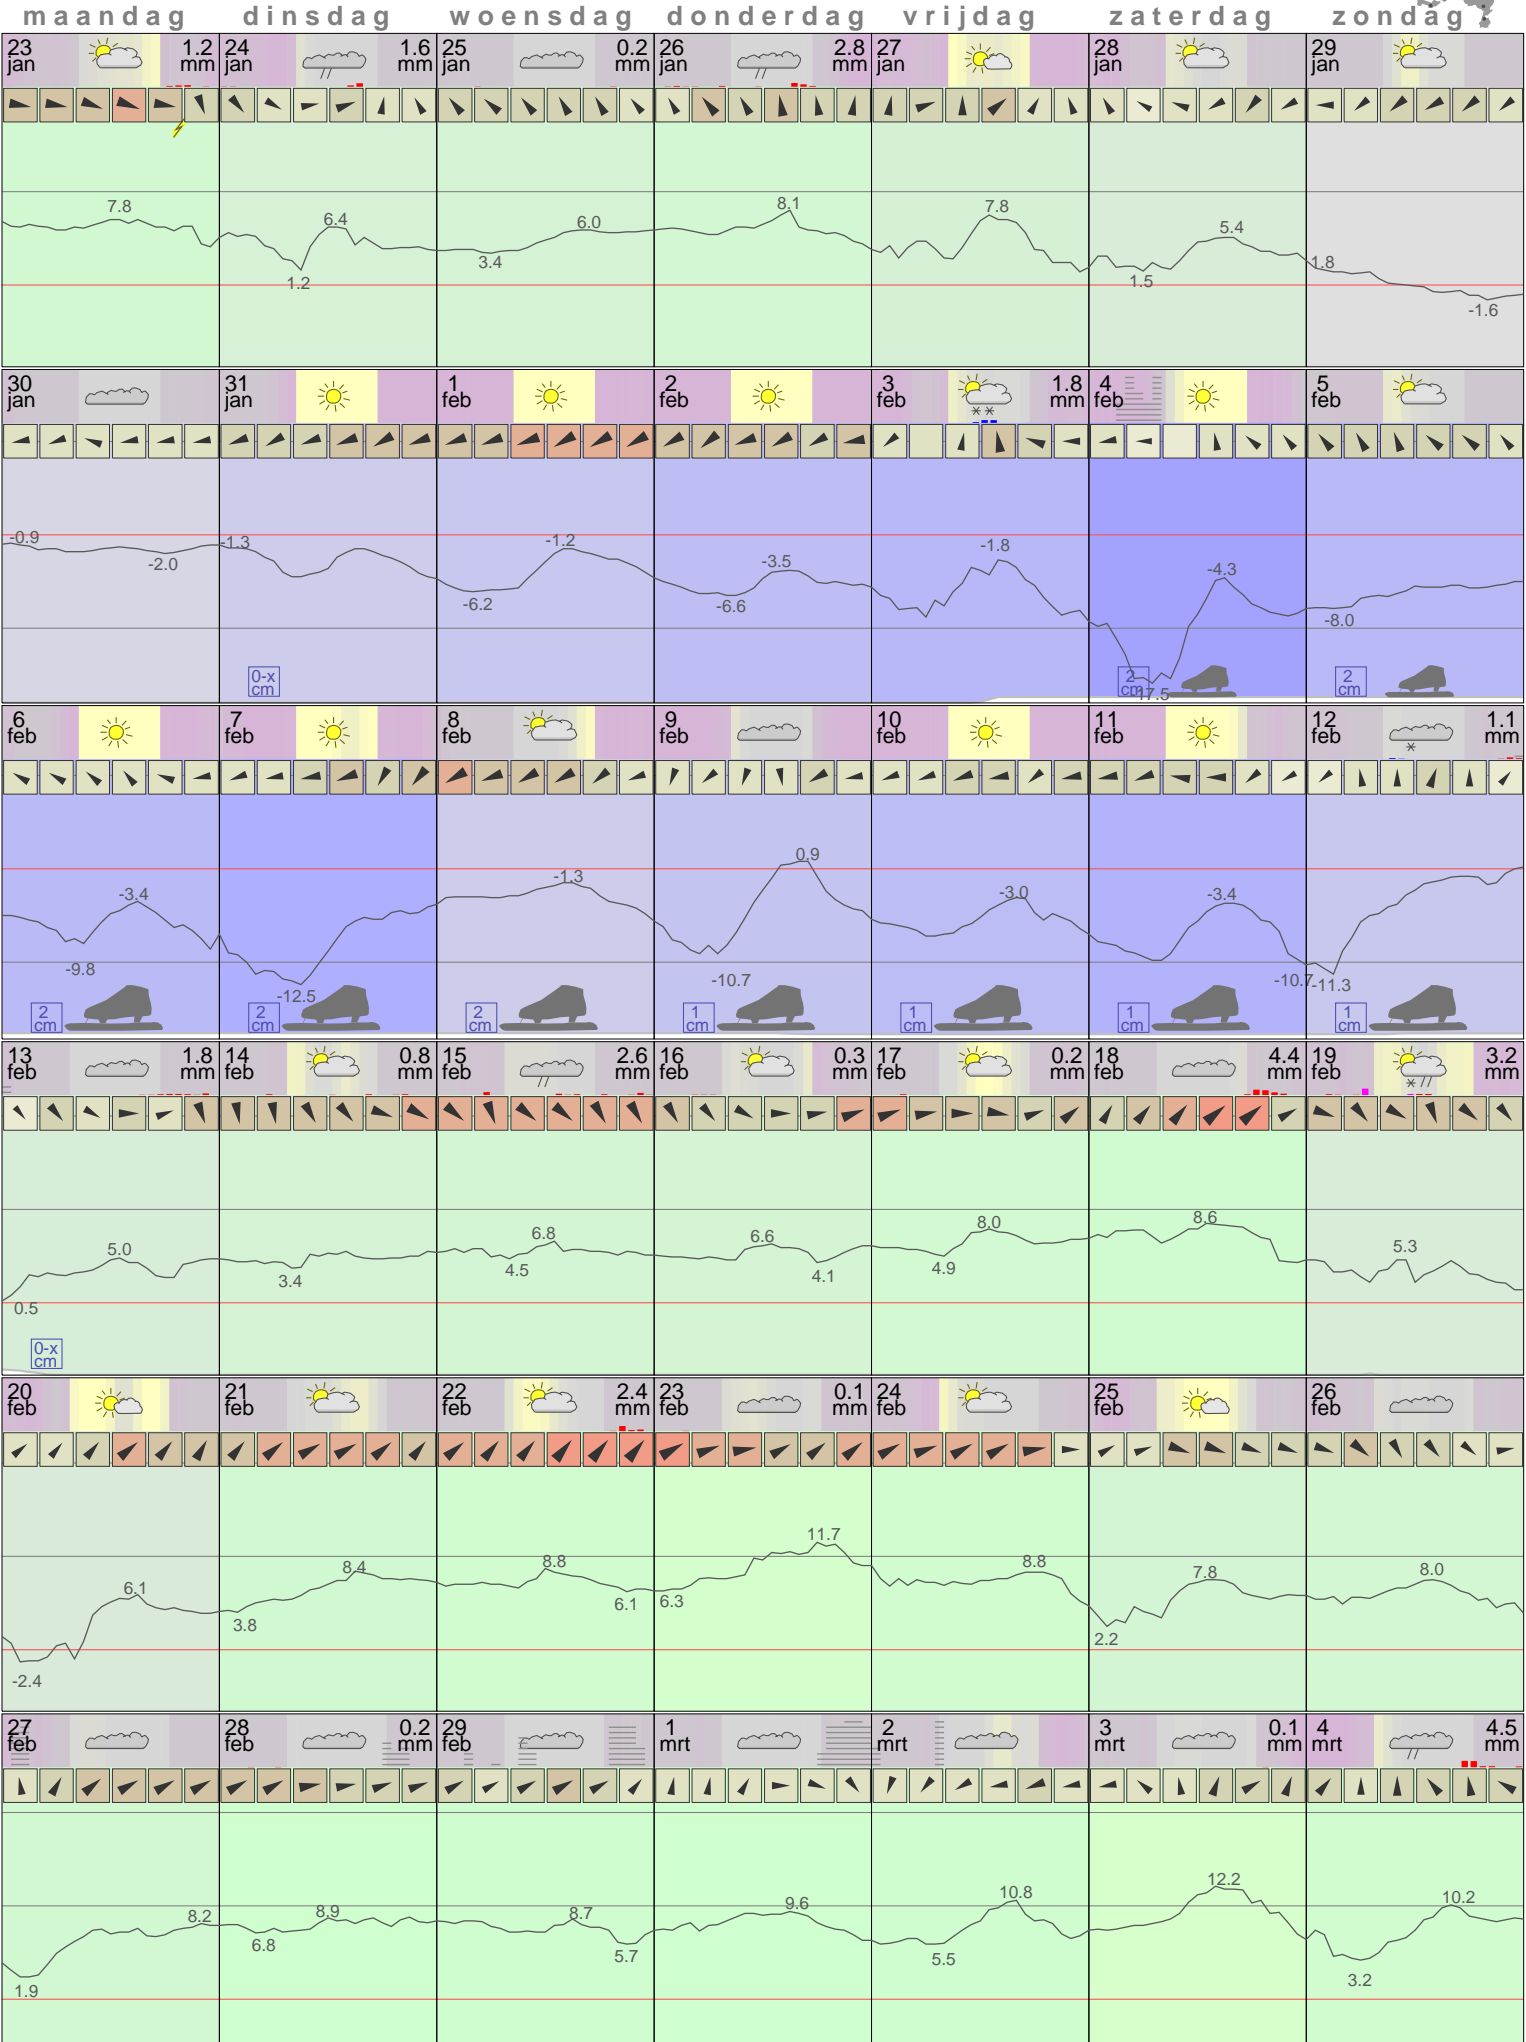 maandag dinsdag woensdag donderdag vrijdag zaterdag zondag
23 jan 1.2 mm 24 jan 1.6 mm 25 jan 0.2 mm 26 jan 2.8 mm 27 jan 28 jan 29 jan
7.8 1.2 6.4 3.4 6.0 8.1 7.8 1.5 5.4 1.8 -1.6
30 jan 31 jan 1 feb 2 feb 3 feb 1.8 mm 4 feb 5 feb
-0.9 -2.0 -1.3 -6.2 -1.2 -6.6 -3.5 -1.8 -17.5 -4.3 -8.0
0-x cm 2 cm 2 cm
6 feb 7 feb 8 feb 9 feb 10 feb 11 feb 12 feb 1.1 mm
-9.8 -3.4 -12.5 -1.3 -10.7 0.9 -3.0 -3.4 -10.7 -11.3
2 cm 2 cm 2 cm 1 cm 1 cm 1 cm 1 cm
13 feb 1.8 mm 14 feb 0.8 mm 15 feb 2.6 mm 16 feb 0.3 mm 17 feb 0.2 mm 18 feb 4.4 mm 19 feb 3.2 mm
0.5 5.0 3.4 4.5 6.8 6.6 4.1 4.9 8.0 8.6 5.3
0-x cm
20 feb 21 feb 22 feb 2.4 mm 23 feb 0.1 mm 24 feb 25 feb 26 feb
-2.4 6.1 3.8 8.4 8.8 6.1 6.3 11.7 8.8 2.2 7.8 8.0
27 feb 28 feb 0.2 mm 29 feb 1 mrt 2 mrt 3 mrt 0.1 mm 4 mrt 4.5 mm
1.9 8.2 6.8 8.9 8.7 5.7 9.6 5.5 10.8 12.2 3.2 10.2